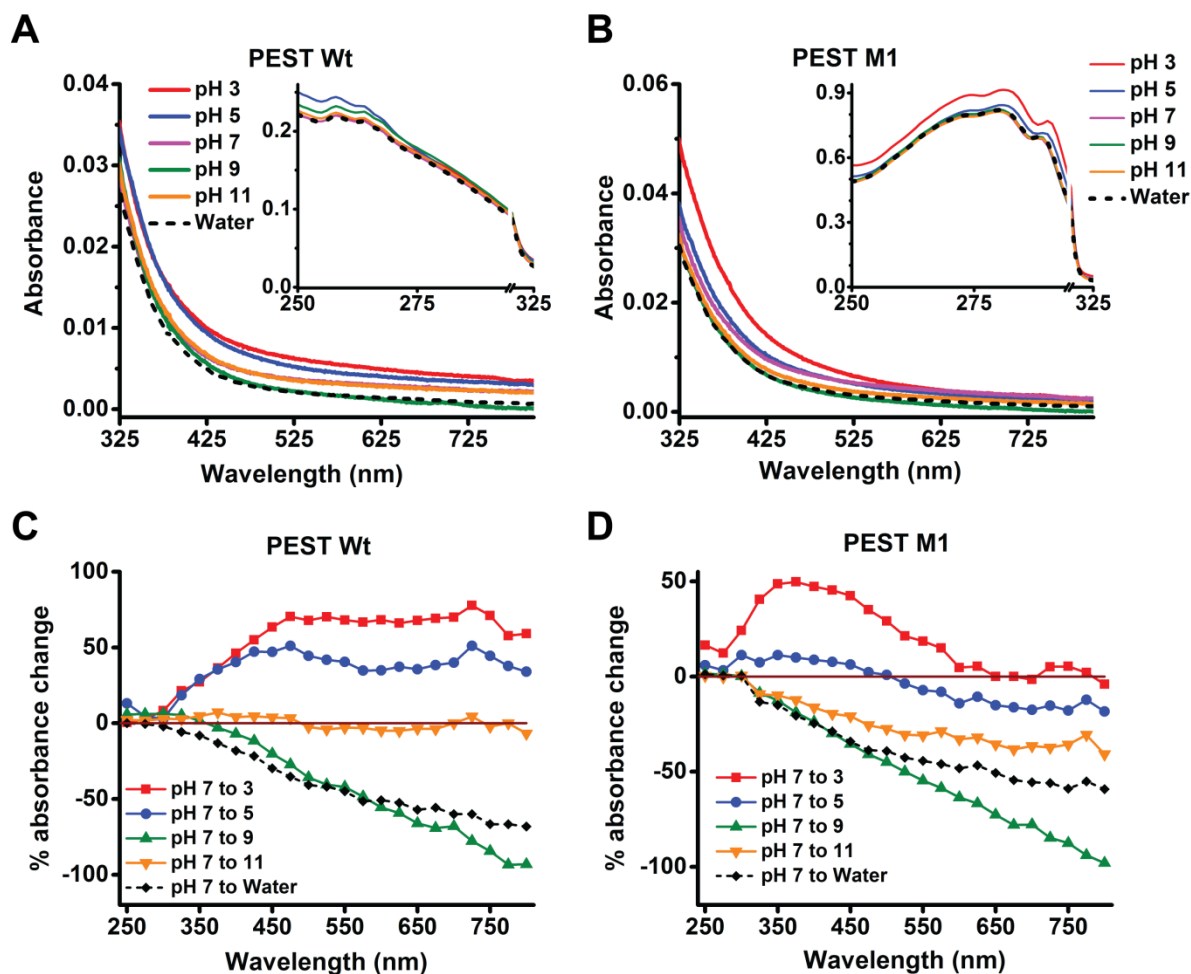 A
PEST Wt
0.04
0.03
0.02
0.01
0.00
Absorbance
pH 3
pH 5
pH 7
pH 9
pH 11
Water
0.2
0.1
0.0
250 275 325
325 425 525 625 725
Wavelength (nm)
B
PEST M1
0.06
0.04
0.02
0.00
Absorbance
0.9
0.6
0.3
0.0
250 275 325
pH 3
pH 5
pH 7
pH 9
pH 11
Water
325 425 525 625 725
Wavelength (nm)
C
PEST Wt
100
50
0
-50
-100
% absorbance change
pH 7 to 3
pH 7 to 5
pH 7 to 9
pH 7 to 11
pH 7 to Water
250 350 450 550 650 750
Wavelength (nm)
D
PEST M1
50
0
-50
-100
% absorbance change
pH 7 to 3
pH 7 to 5
pH 7 to 9
pH 7 to 11
pH 7 to Water
250 350 450 550 650 750
Wavelength (nm)